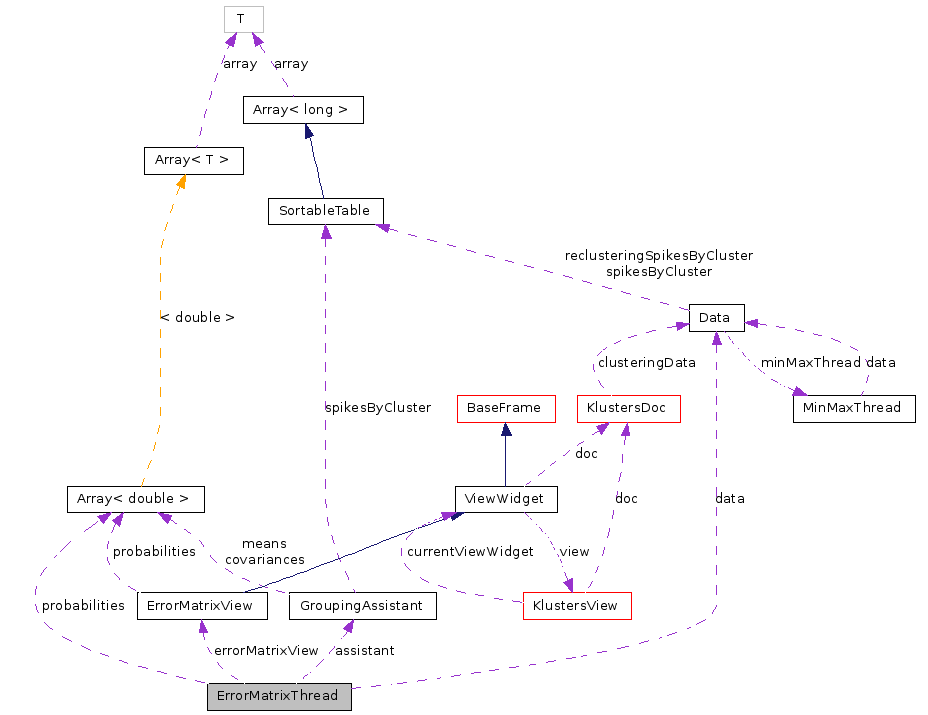 T
array
array
Array< long >
Array< T >
SortableTable
reclusteringSpikesByCluster
spikesByCluster
< double >
Data
clusteringData
minMaxThread
data
spikesByCluster
BaseFrame
KlustersDoc
MinMaxThread
doc
Array< double >
ViewWidget
doc
data
probabilities
means
covariances
currentViewWidget
view
probabilities
ErrorMatrixView
GroupingAssistant
KlustersView
errorMatrixView
assistant
ErrorMatrixThread